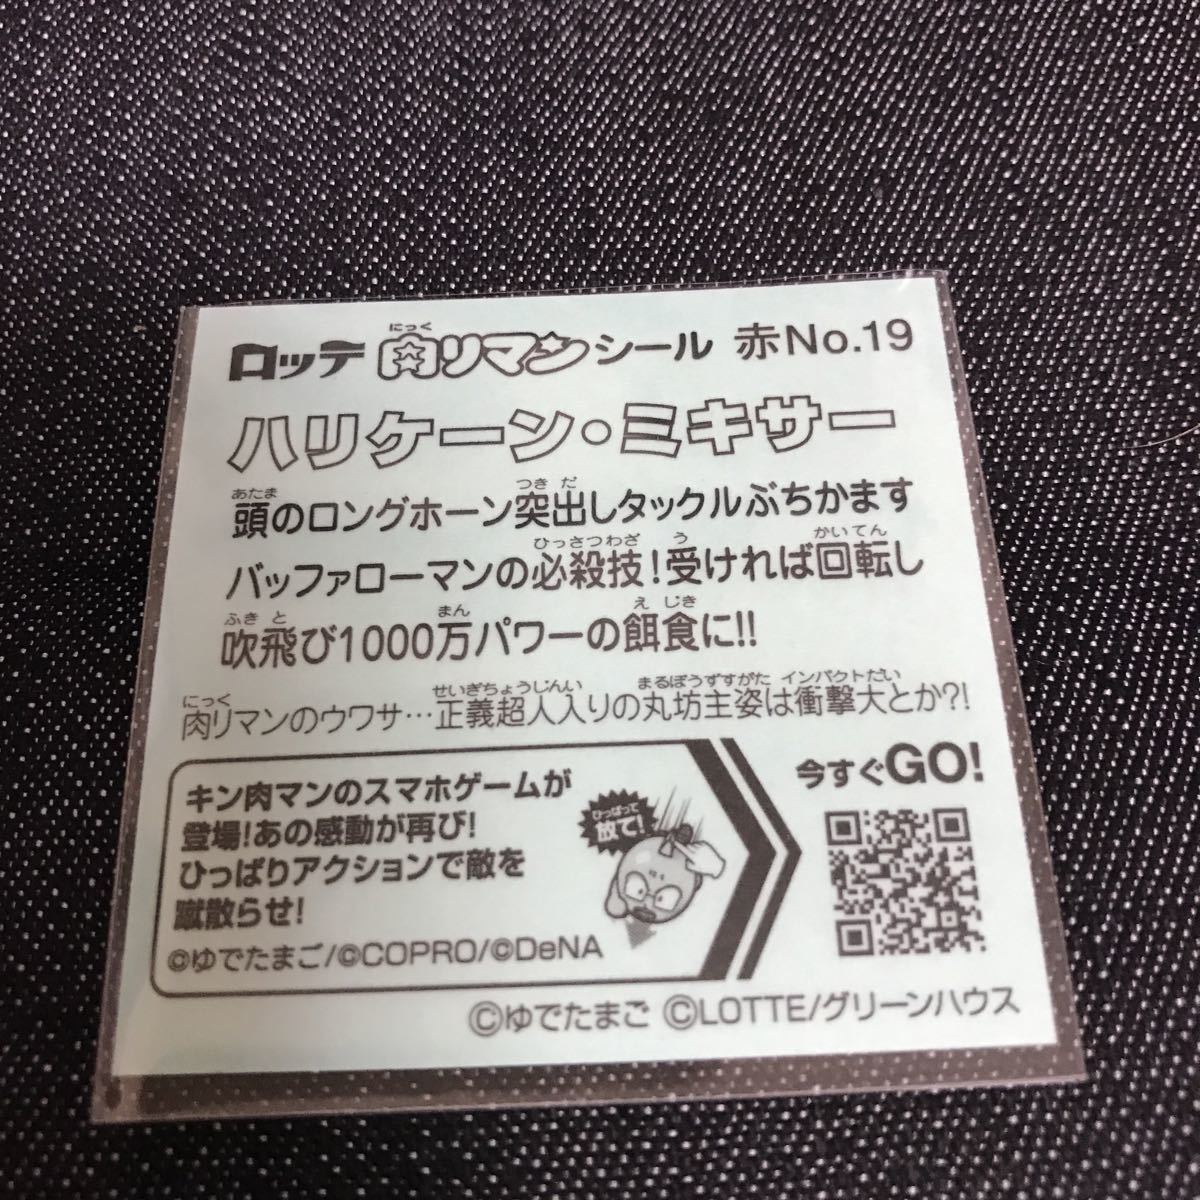 ロッテ 肉リマンシール 赤No.19
にっく
ハリケーン・ミキサー
あたま つき だ
頭のロングホーン突出しタックルぶちかます
ひっさつわざ う かいてん
バッファローマンの必殺技!受ければ回転し
ふき と まん え じき
吹飛び1000万パワーの餌食に!!
にっく せいぎちょうじんい まるぼうずすがた インパクトだい
肉リマンのウワサ…正義超人入りの丸坊主姿は衝撃大とか?!
キン肉マンのスマホゲームが
登場!あの感動が再び!
ひっぱりアクションで敵を
蹴散らせ!
©ゆでたまご/©COPRO/©DeNA
ひっぱって
放て!
今すぐGO!
©ゆでたまご ©LOTTE/グリーンハウス